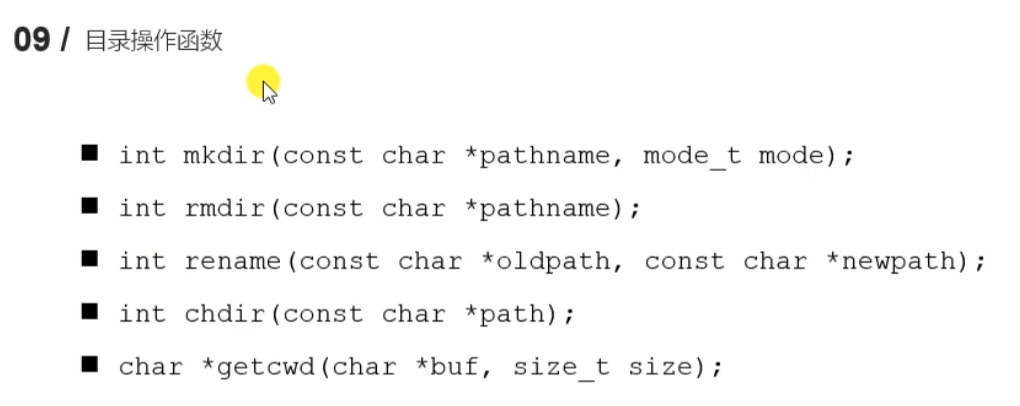 09 / 目录操作函数
■ int mkdir(const char *pathname, mode_t mode);
■ int rmdir(const char *pathname);
■ int rename(const char *oldpath, const char *newpath);
■ int chdir(const char *path);
■ char *getcwd(char *buf, size_t size);